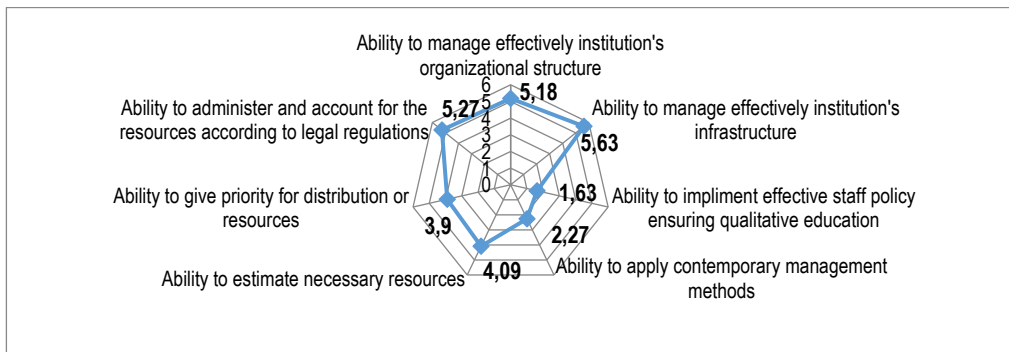 Ability to manage effectively institution's
organizational structure
6
5
4
3
2
1
0
5,18
Ability to manage effectively institution's
infrastructure
5,63
Ability to impliment effective staff policy
ensuring qualitative education
1,63
Ability to apply contemporary management
methods
2,27
Ability to estimate necessary resources
4,09
Ability to give priority for distribution or
resources
3,9
Ability to administer and account for the
resources according to legal regulations
5,27